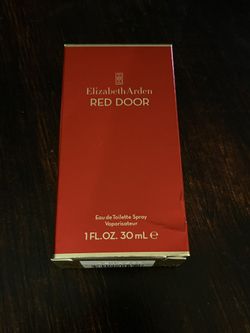 Elizabeth Arden
RED DOOR
Eau de Toilette Spray
Vaporisateur
1 FL.OZ. 30 mL ℮